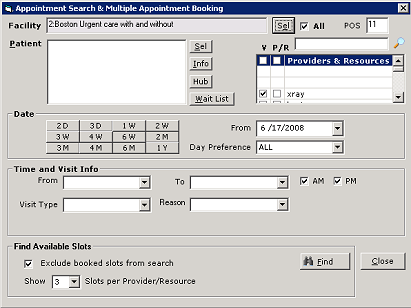 Appointment Search & Multiple Appointment Booking
Facility 2:Boston Urgent care with and without Sel All POS 11
Patient Sel V P/R
Info Providers & Resources
Hub
Wait List xray
Date
2 D 3 D 1 W 2 W From 6 /17/2008
3 W 4 W 6 W 2 M Day Preference ALL
3 M 4 M 6 M 1 Y
Time and Visit Info
From To AM PM
Visit Type Reason
Find Available Slots
Exclude booked slots from search Find Close
Show 3 Slots per Provider/Resource